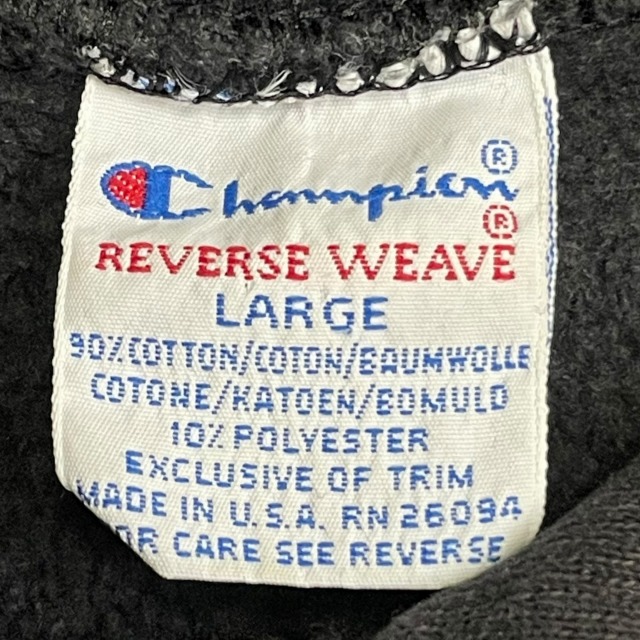 Champion®
REVERSE WEAVE®
LARGE
90% COTTON/COTON/BAUMWOLLE
COTONE/KATOEN/BOMULD
10% POLYESTER
EXCLUSIVE OF TRIM
MADE IN U.S.A. RN 26094
FOR CARE SEE REVERSE